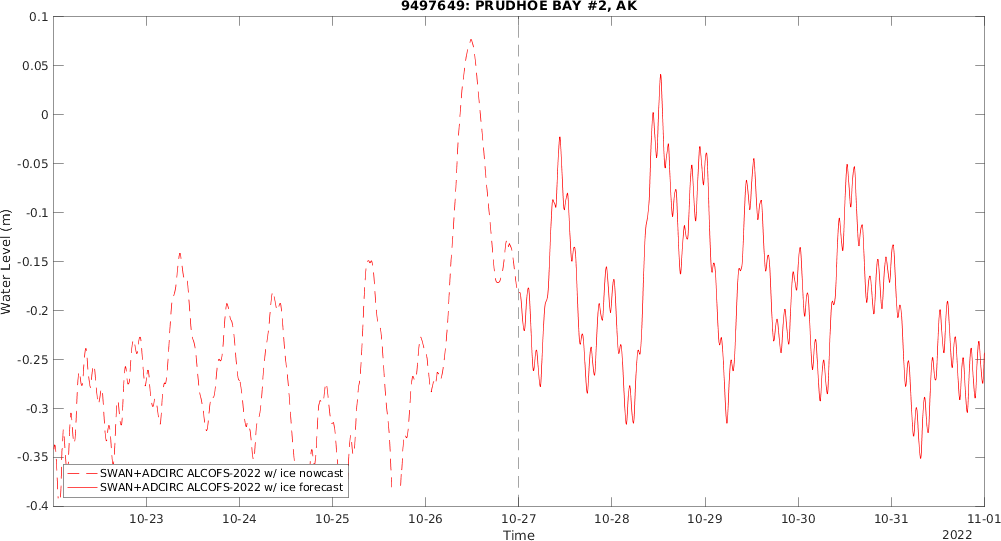 9497649: PRUDHOE BAY #2, AK
Water Level (m)
0.1
0.05
0
-0.05
-0.1
-0.15
-0.2
-0.25
-0.3
-0.35
-0.4
SWAN+ADCIRC ALCOFS-2022 w/ ice nowcast
SWAN+ADCIRC ALCOFS-2022 w/ ice forecast
10-23 10-24 10-25 10-26 10-27 10-28 10-29 10-30 10-31 11-01
Time
2022